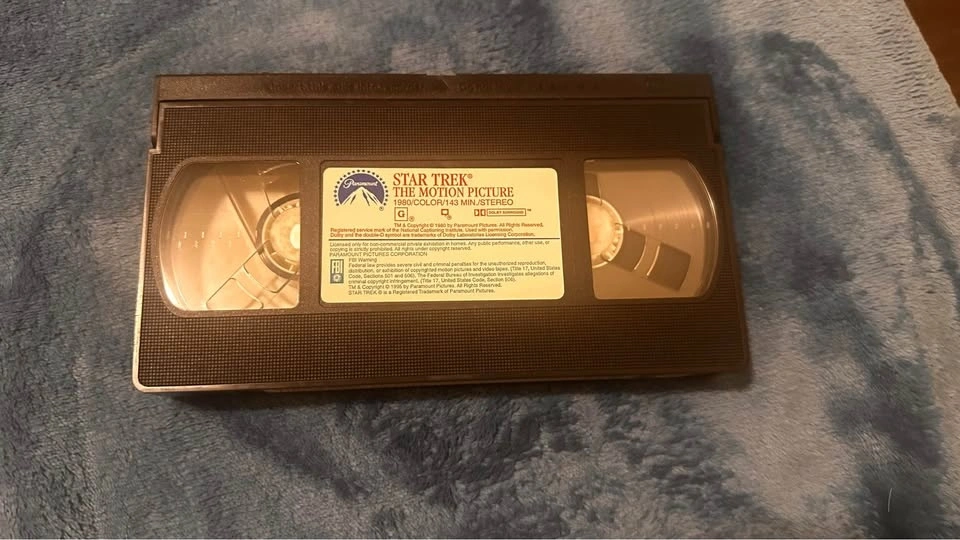 Paramount
STAR TREK®
THE MOTION PICTURE
1980/COLOR/143 MIN./STEREO
G ® ® DOLBY SURROUND ™
TM & Copyright © 1980 by Paramount Pictures. All Rights Reserved.
Registered service mark of the National Captioning Institute. Used with permission.
Dolby and the double-D symbol are trademarks of Dolby Laboratories Licensing Corporation.
Licensed only for non-commercial private exhibition in homes. Any public performance, other use, or
copying is strictly prohibited. All rights under copyright reserved.
PARAMOUNT PICTURES CORPORATION
FBI Warning
Federal law provides severe civil and criminal penalties for the unauthorized reproduction,
distribution, or exhibition of copyrighted motion pictures and video tapes. (Title 17, United States
Code, Sections 501 and 506). The Federal Bureau of Investigation investigates allegations of
criminal copyright infringement. (Title 17, United States Code, Section 506).
TM & Copyright © 1995 by Paramount Pictures. All Rights Reserved.
STAR TREK © is a Registered Trademark of Paramount Pictures.
FBI